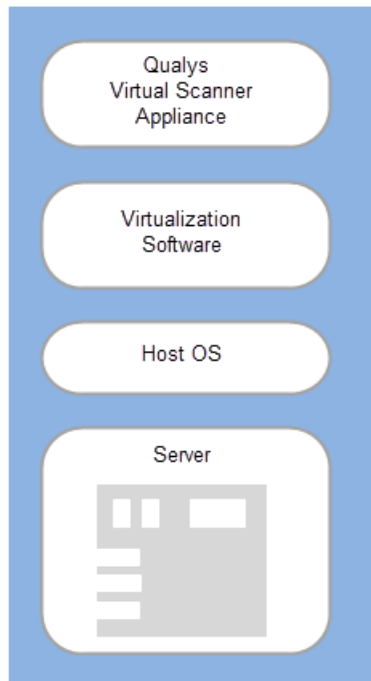 Qualys
Virtual Scanner
Appliance
Virtualization
Software
Host OS
Server